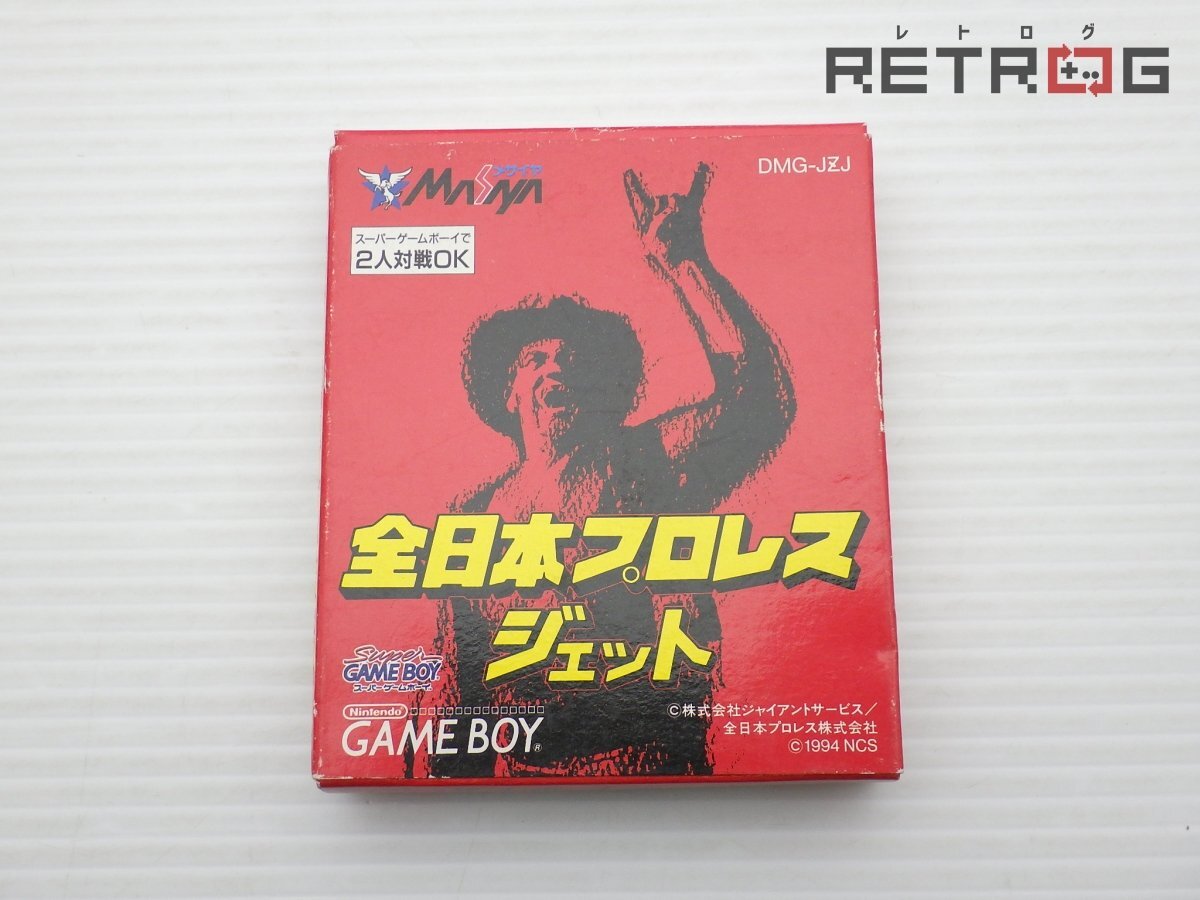 レトログ
RETROG
メサイヤ
MASAYA
DMG-JZJ
スーパーゲームボーイで
2人対戦OK
全日本プロレス
ジェット
Super
GAME BOY
スーパーゲームボーイ
Nintendo
GAME BOY®
©株式会社ジャイアントサービス/
全日本プロレス株式会社
©1994 NCS